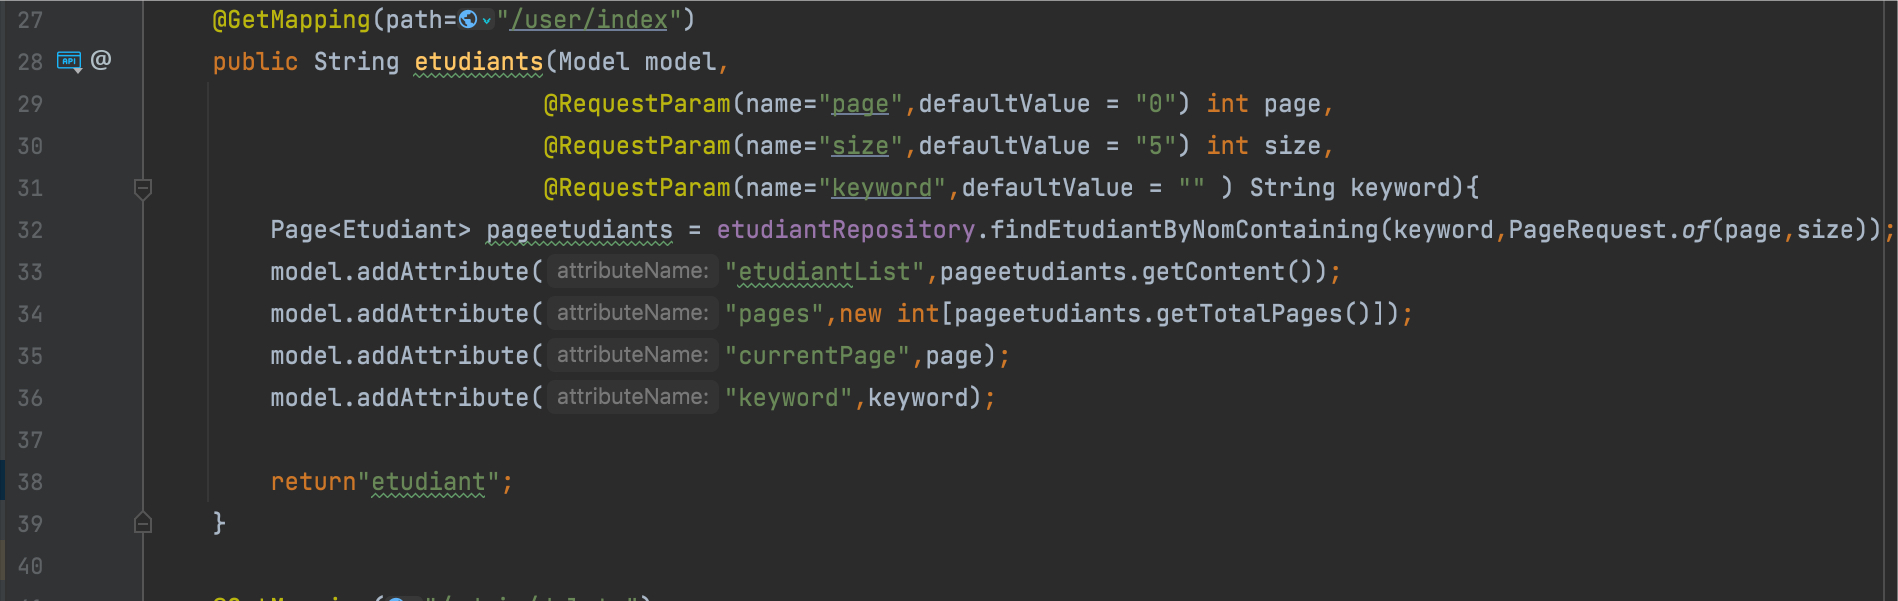 27 @GetMapping(path="/user/index")
28 API @ public String etudiants(Model model,
29 @RequestParam(name="page",defaultValue = "0") int page,
30 @RequestParam(name="size",defaultValue = "5") int size,
31 @RequestParam(name="keyword",defaultValue = "" ) String keyword){
32 Page<Etudiant> pageetudiants = etudiantRepository.findEtudiantByNomContaining(keyword,PageRequest.of(page,size));
33 model.addAttribute( attributeName: "etudiantList",pageetudiants.getContent());
34 model.addAttribute( attributeName: "pages",new int[pageetudiants.getTotalPages()]);
35 model.addAttribute( attributeName: "currentPage",page);
36 model.addAttribute( attributeName: "keyword",keyword);
37
38 return"etudiant";
39 }
40